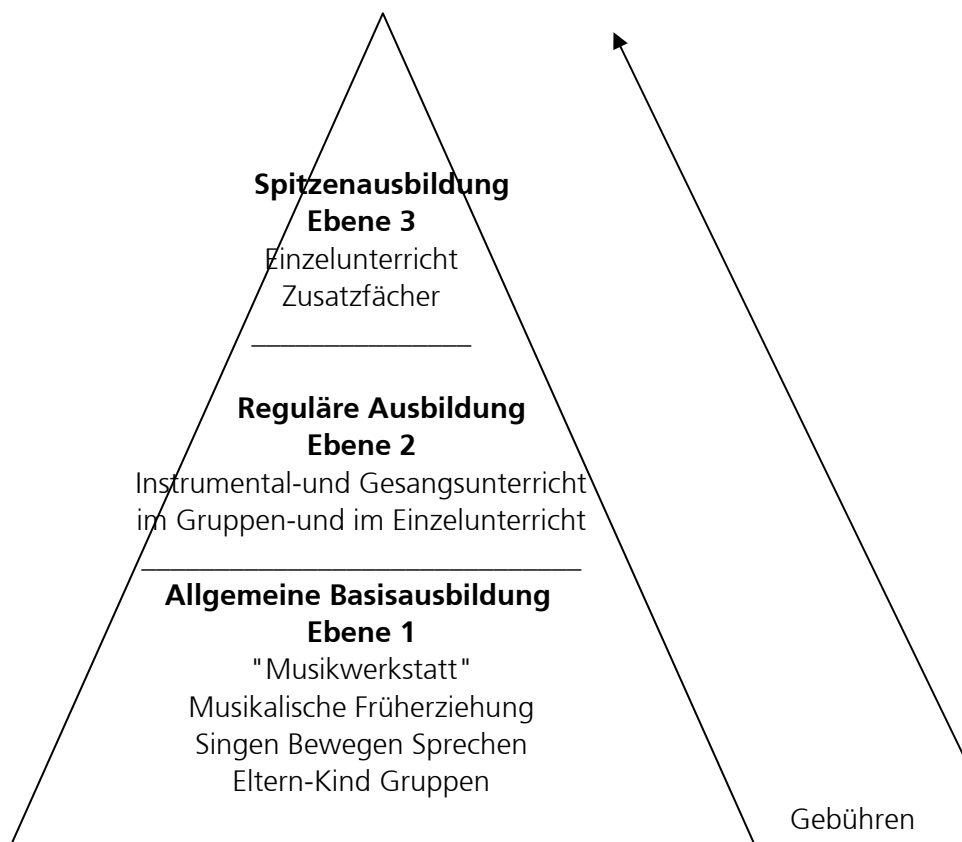 Spitzenausbildung
Ebene 3
Einzelunterricht
Zusatzfächer
Reguläre Ausbildung
Ebene 2
Instrumental-und Gesangsunterricht
im Gruppen-und im Einzelunterricht
Allgemeine Basisausbildung
Ebene 1
"Musikwerkstatt"
Musikalische Früherziehung
Singen Bewegen Sprechen
Eltern-Kind Gruppen
Gebühren